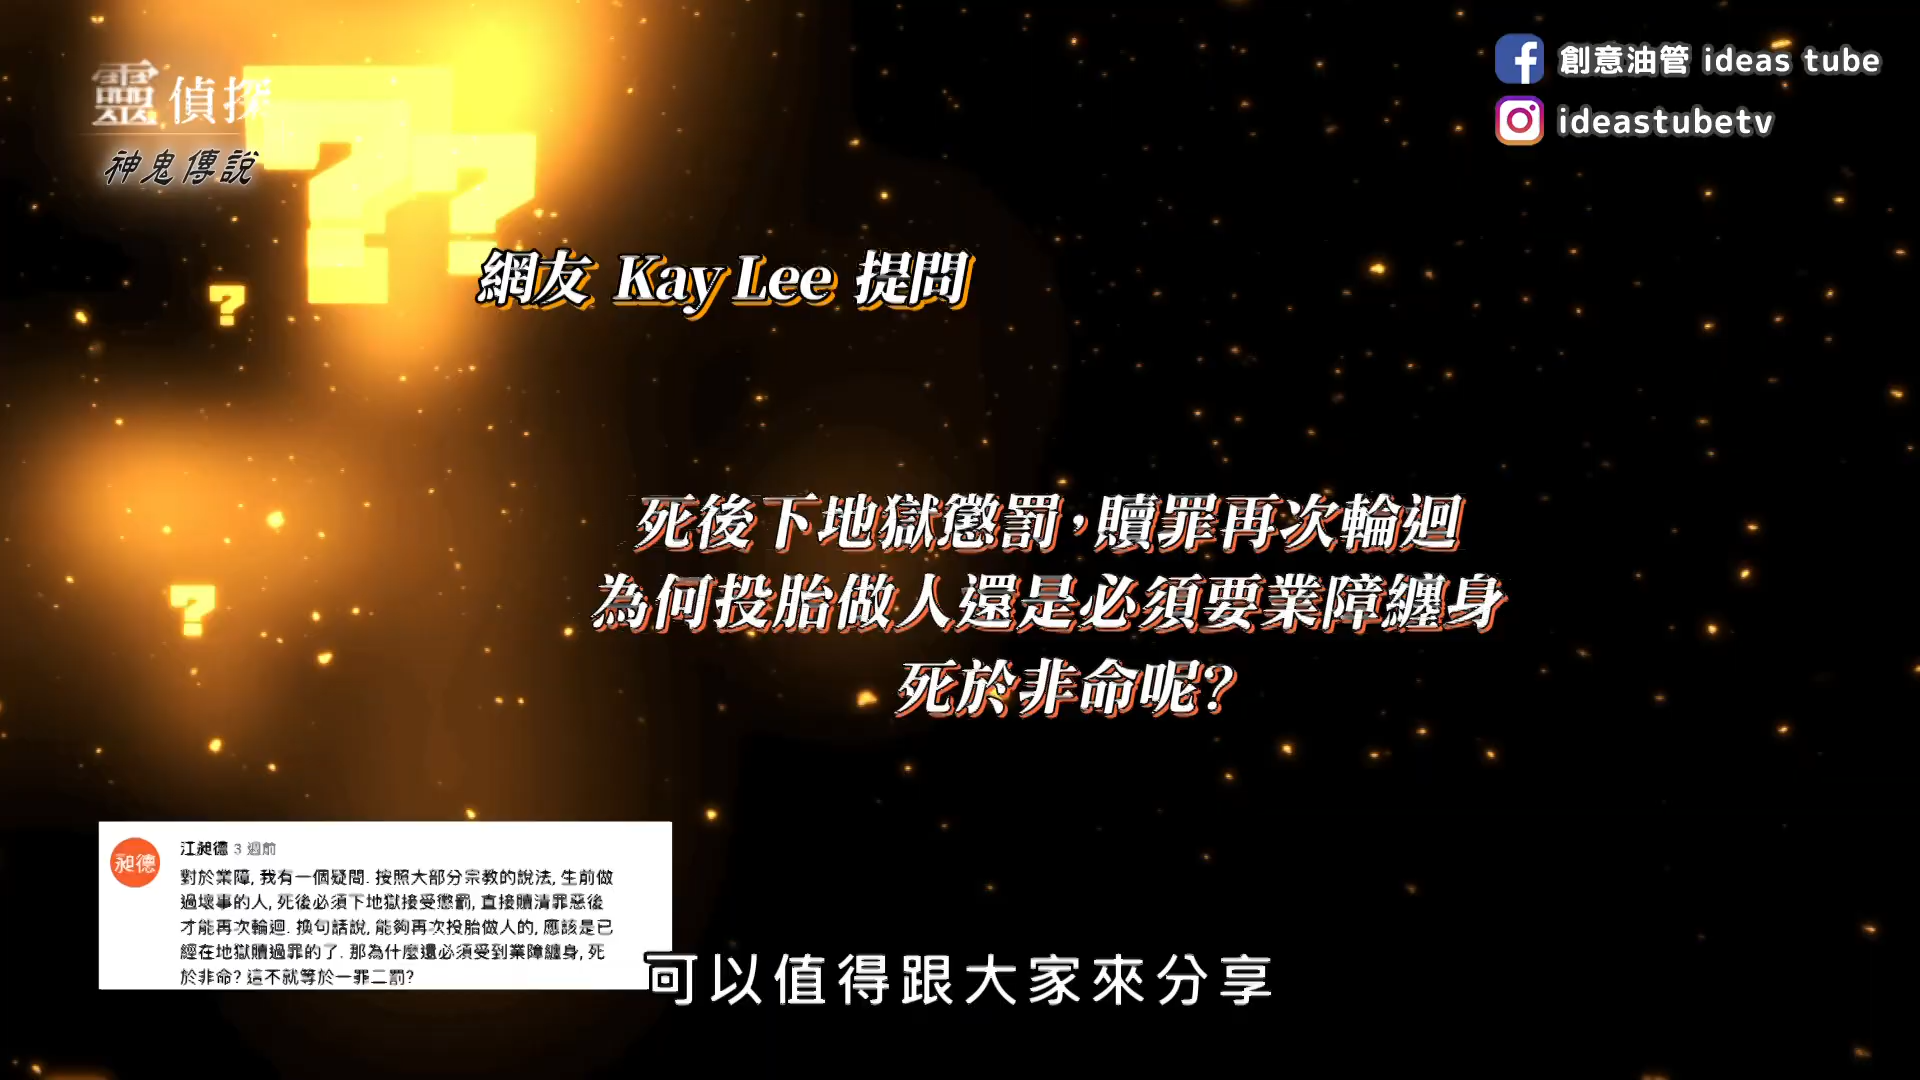 靈偵探
神鬼傳說
創意油管 ideas tube
ideastubetv
網友 Kay Lee 提問
死後下地獄懲罰，贖罪再次輪迴
為何投胎做人還是必須要業障纏身
死於非命呢？
昶德
江昶德 3 週前
對於業障, 我有一個疑問. 按照大部分宗教的說法, 生前做
過壞事的人, 死後必須下地獄接受懲罰, 直接贖清罪惡後
才能再次輪迴. 換句話說, 能夠再次投胎做人的, 應該是已
經在地獄贖過罪的了. 那為什麼還必須受到業障纏身, 死
於非命? 這不就等於一罪二罰?
可以值得跟大家來分享